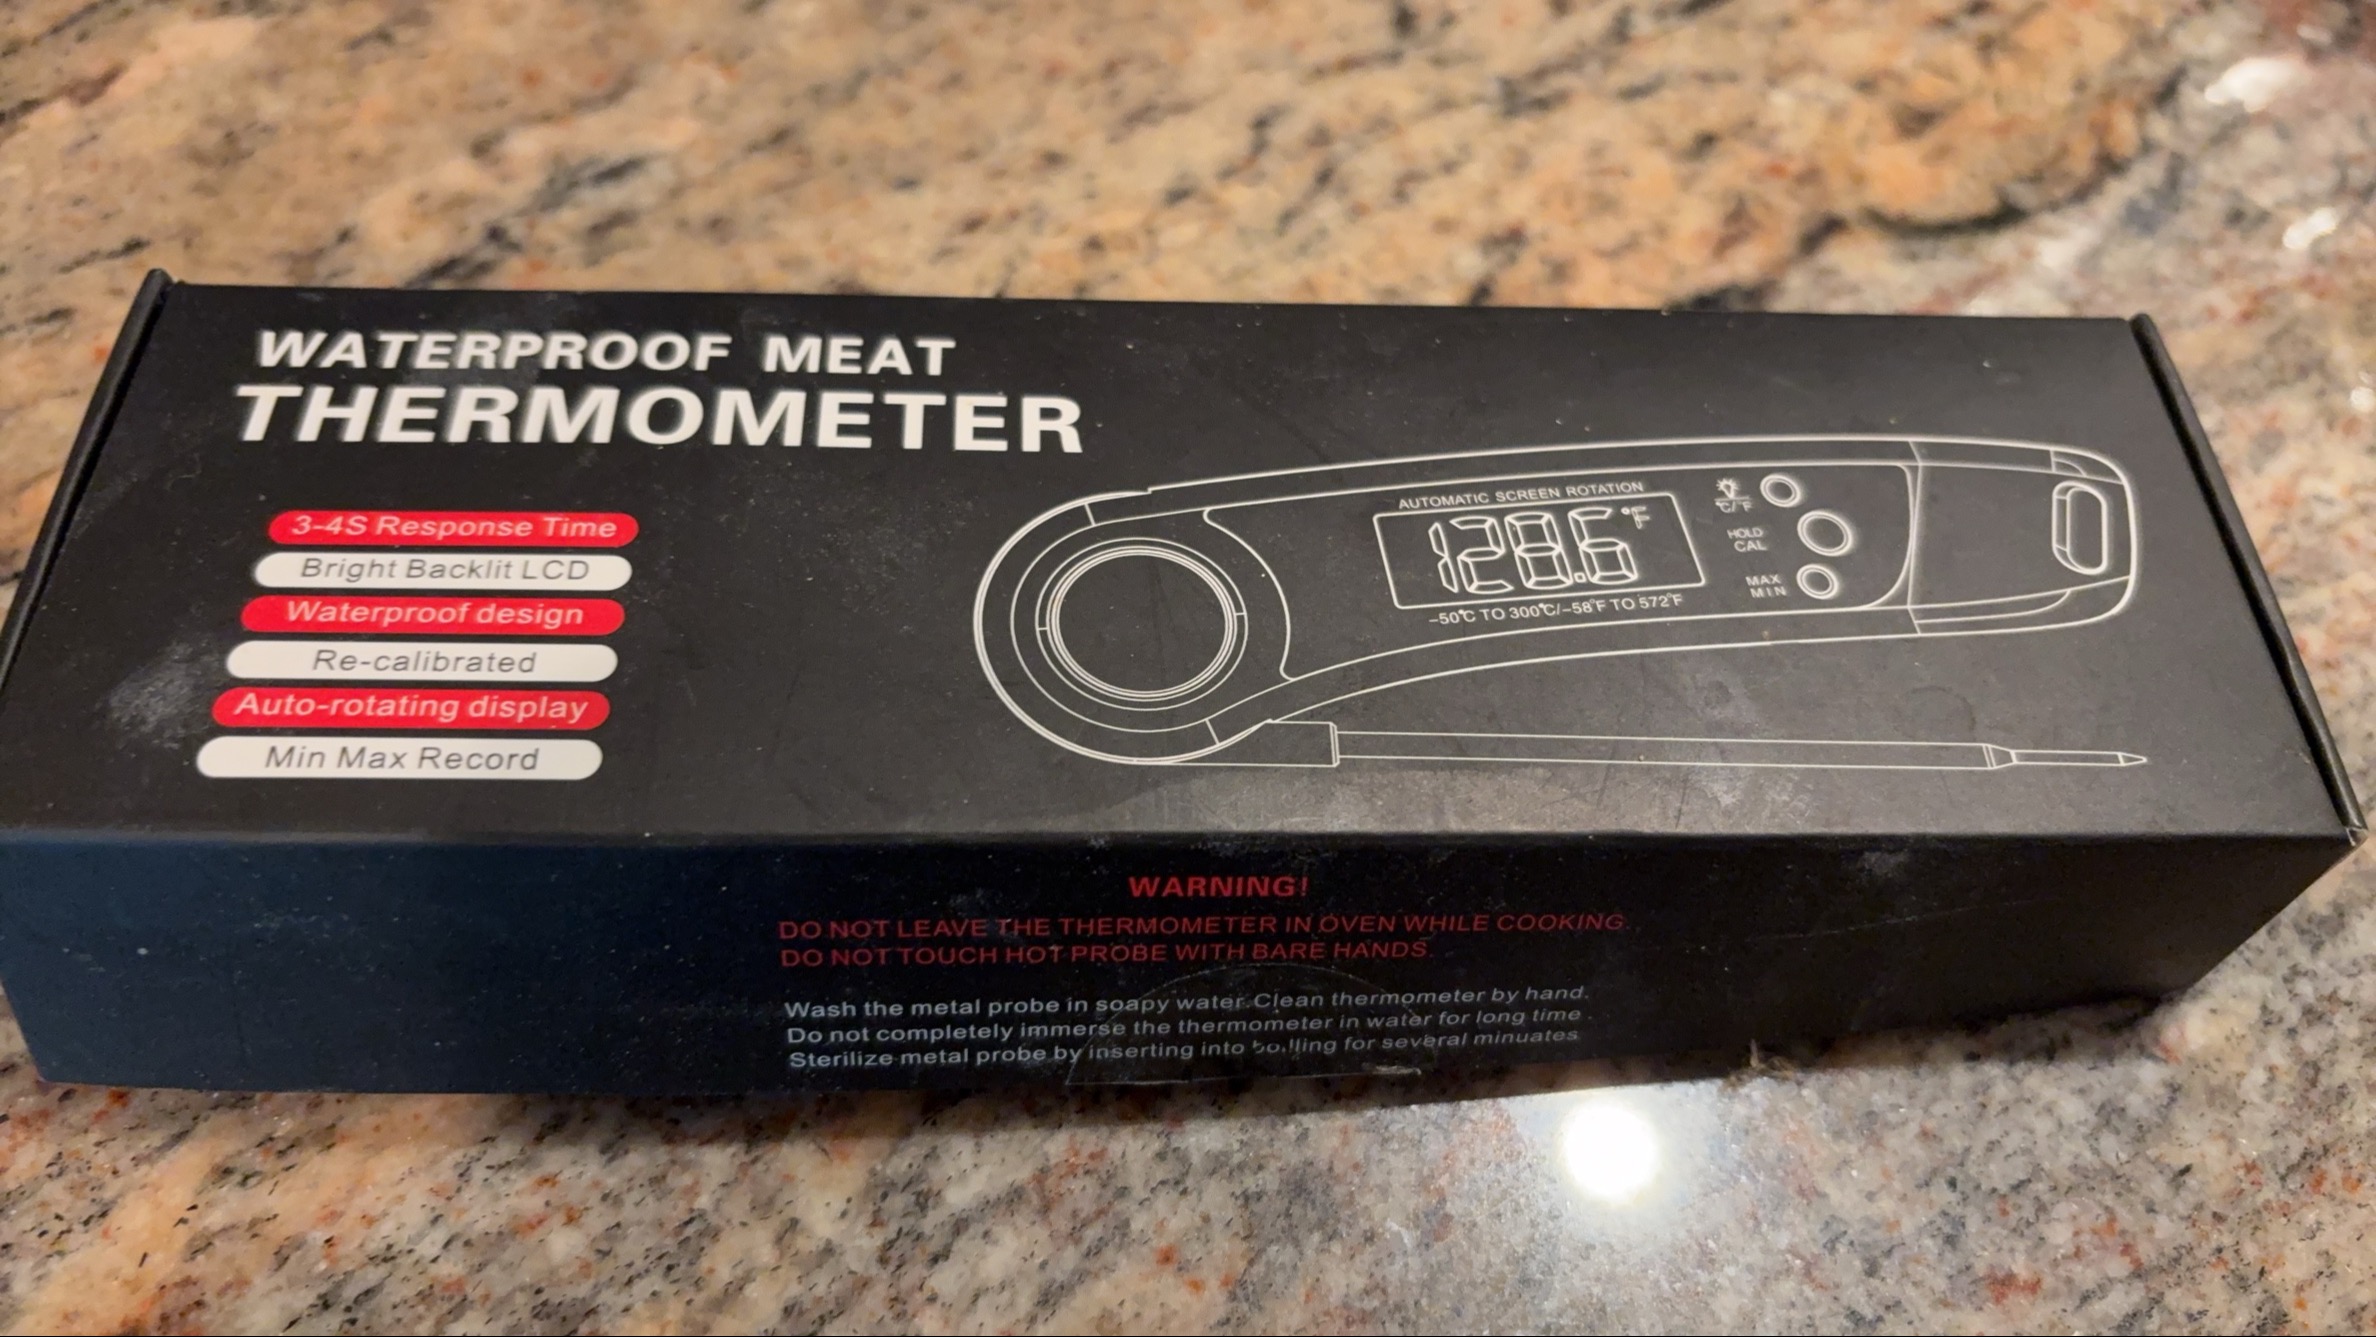 WATERPROOF MEAT
THERMOMETER
3-4S Response Time
Bright Backlit LCD
Waterproof design
Re-calibrated
Auto-rotating display
Min Max Record
AUTOMATIC SCREEN ROTATION
128.6°F
-50°C TO 300°C/-58°F TO 572°F
°C/°F
HOLD
CAL
MAX
MIN
WARNING!
DO NOT LEAVE THE THERMOMETER IN OVEN WHILE COOKING.
DO NOT TOUCH HOT PROBE WITH BARE HANDS.
Wash the metal probe in soapy water.Clean thermometer by hand.
Do not completely immerse the thermometer in water for long time .
Sterilize metal probe by inserting into for several minuates